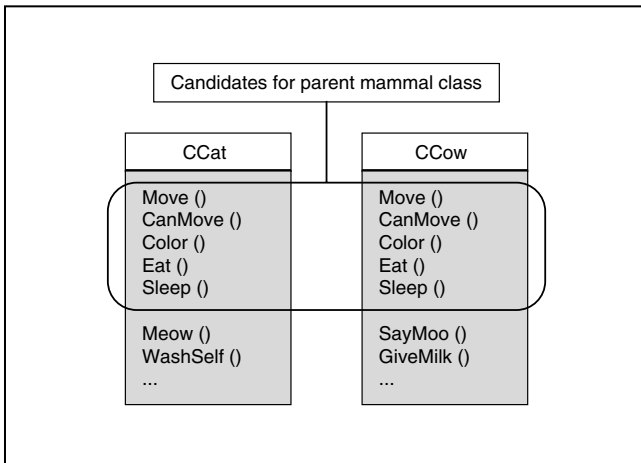 Candidates for parent mammal class
CCat
Move ()
CanMove ()
Color ()
Eat ()
Sleep ()
Meow ()
WashSelf ()
...
CCow
Move ()
CanMove ()
Color ()
Eat ()
Sleep ()
SayMoo ()
GiveMilk ()
...